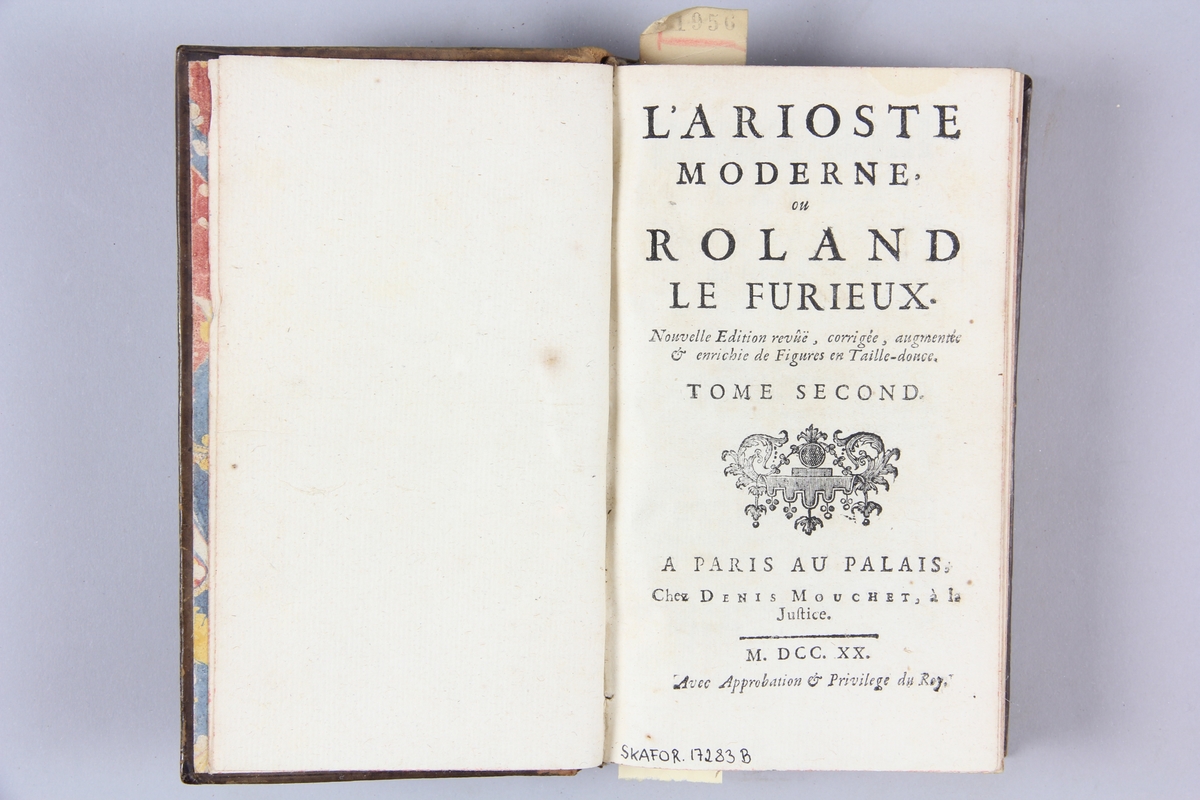 1956
L'ARIOSTE
MODERNE,
ou
ROLAND
LE FURIEUX.
Nouvelle Edition revûë, corrigée, augmentée
& enrichie de Figures en Taille-douce.
TOME SECOND.
A PARIS AU PALAIS,
Chez DENIS MOUCHET, à la
Juſtice.
M. DCC. XX.
Avec Approbation & Privilege du Roy.
SKAFOR. 17283 B